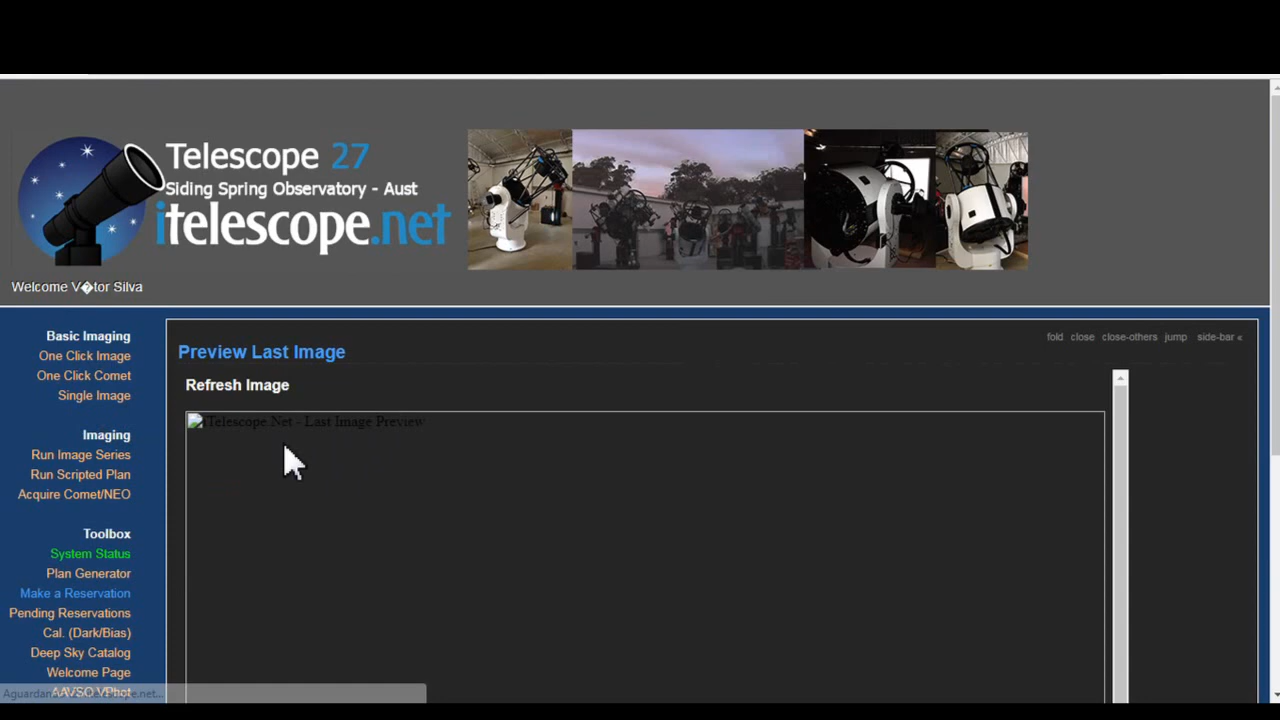 Telescope 27
Siding Spring Observatory - Aust
itelescope.net
Welcome V�tor Silva
Basic Imaging
One Click Image
One Click Comet
Single Image
Imaging
Run Image Series
Run Scripted Plan
Acquire Comet/NEO
Toolbox
System Status
Plan Generator
Make a Reservation
Pending Reservations
Cal. (Dark/Bias)
Deep Sky Catalog
Welcome Page
AAVSO VPhot
fold close close-others jump side-bar «
Preview Last Image
Refresh Image
iTelescope.Net - Last Image Preview